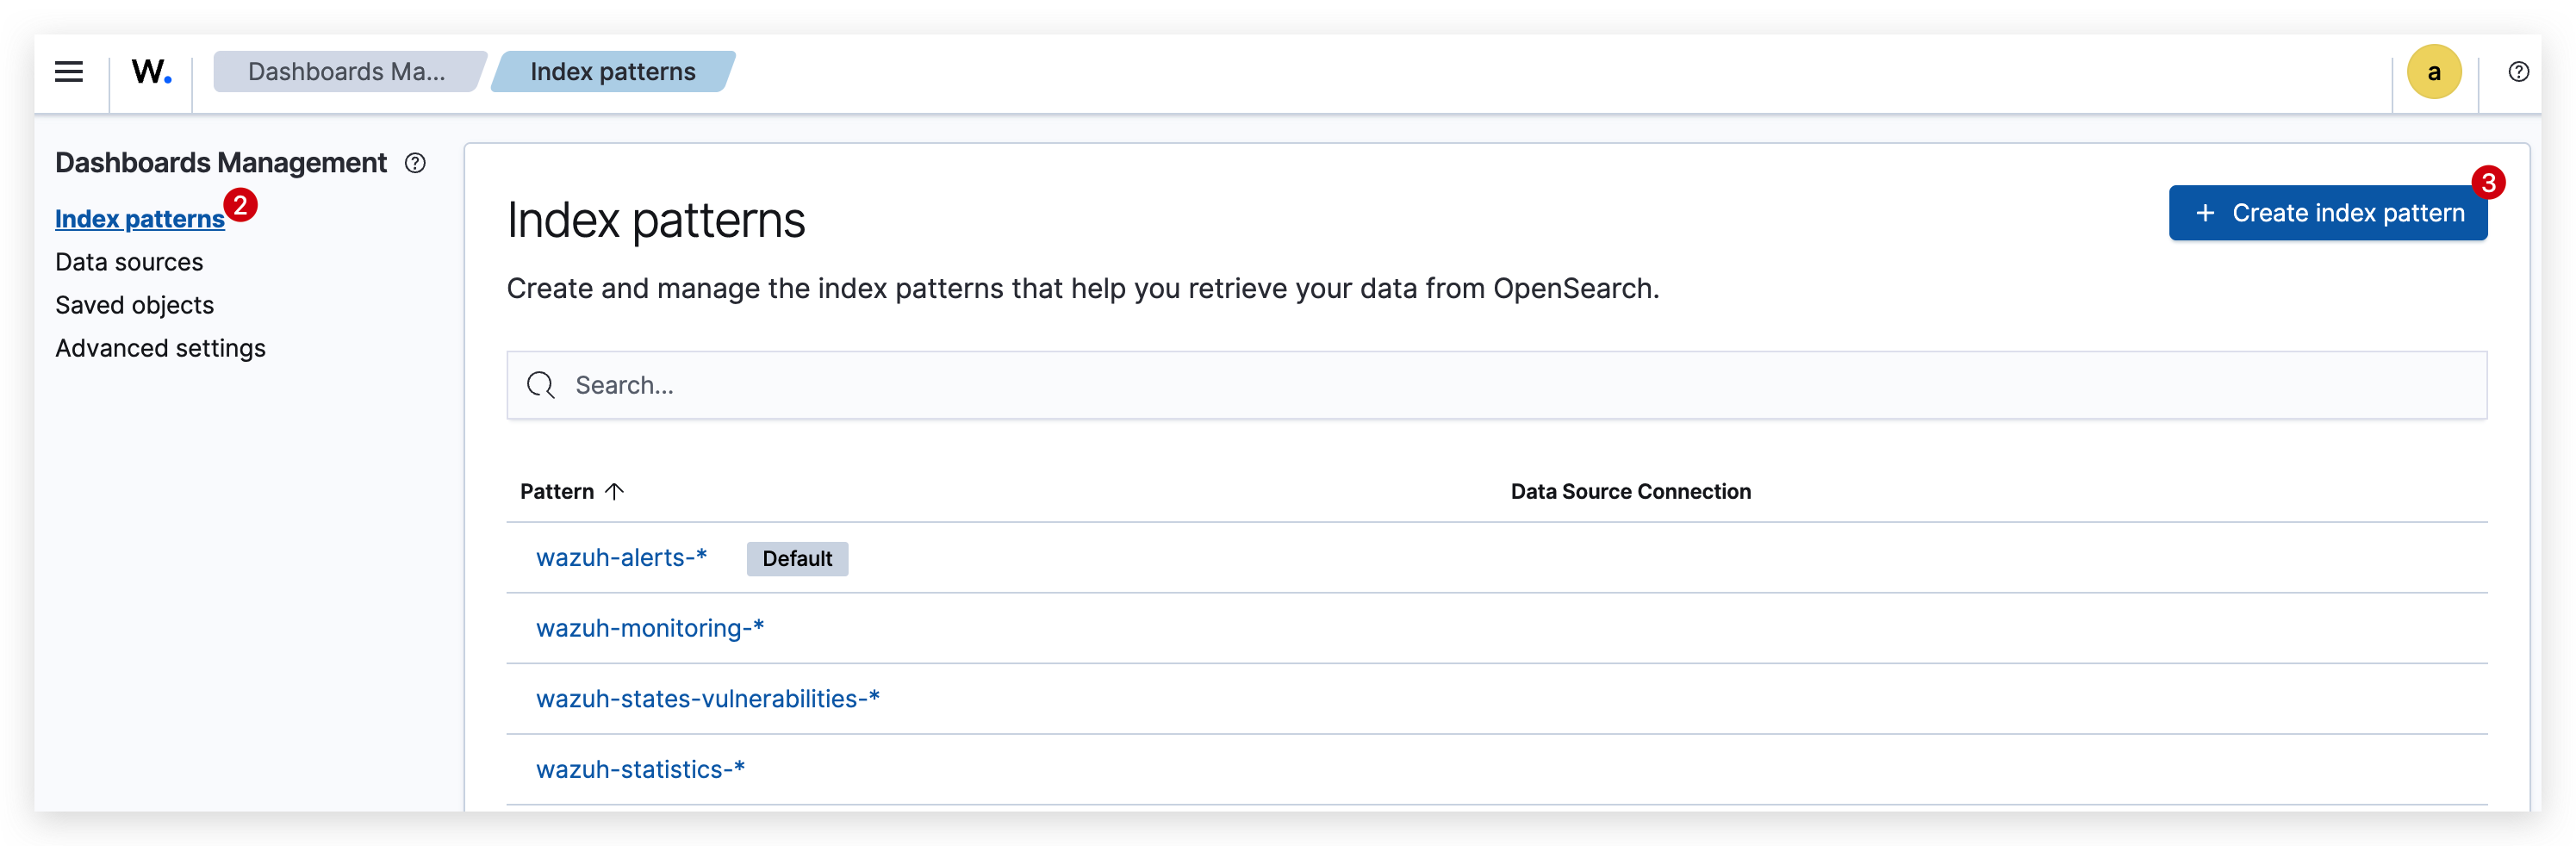 W.
Dashboards Ma...
Index patterns
a
?
Dashboards Management ?
Index patterns 2
Data sources
Saved objects
Advanced settings
Index patterns
3
+ Create index pattern
Create and manage the index patterns that help you retrieve your data from OpenSearch.
Search...
Pattern ↑ Data Source Connection
wazuh-alerts-* Default
wazuh-monitoring-*
wazuh-states-vulnerabilities-*
wazuh-statistics-*